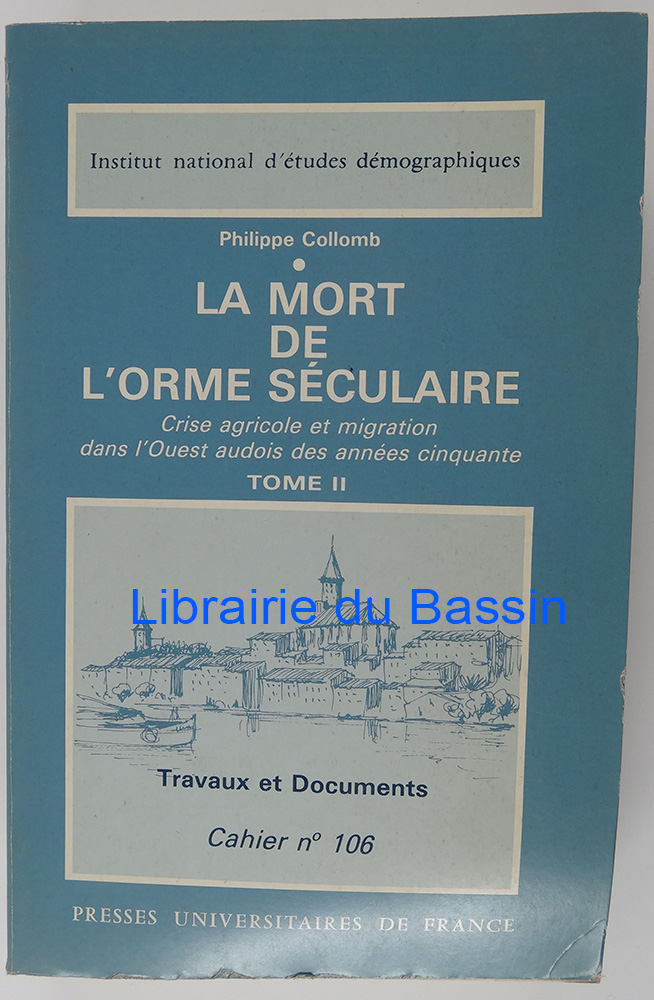 Institut national d'études démographiques
Philippe Collomb
LA MORT
DE
L'ORME SÉCULAIRE
Crise agricole et migration
dans l'Ouest audois des années cinquante
TOME II
Librairie du Bassin
Travaux et Documents
Cahier nº 106
PRESSES UNIVERSITAIRES DE FRANCE